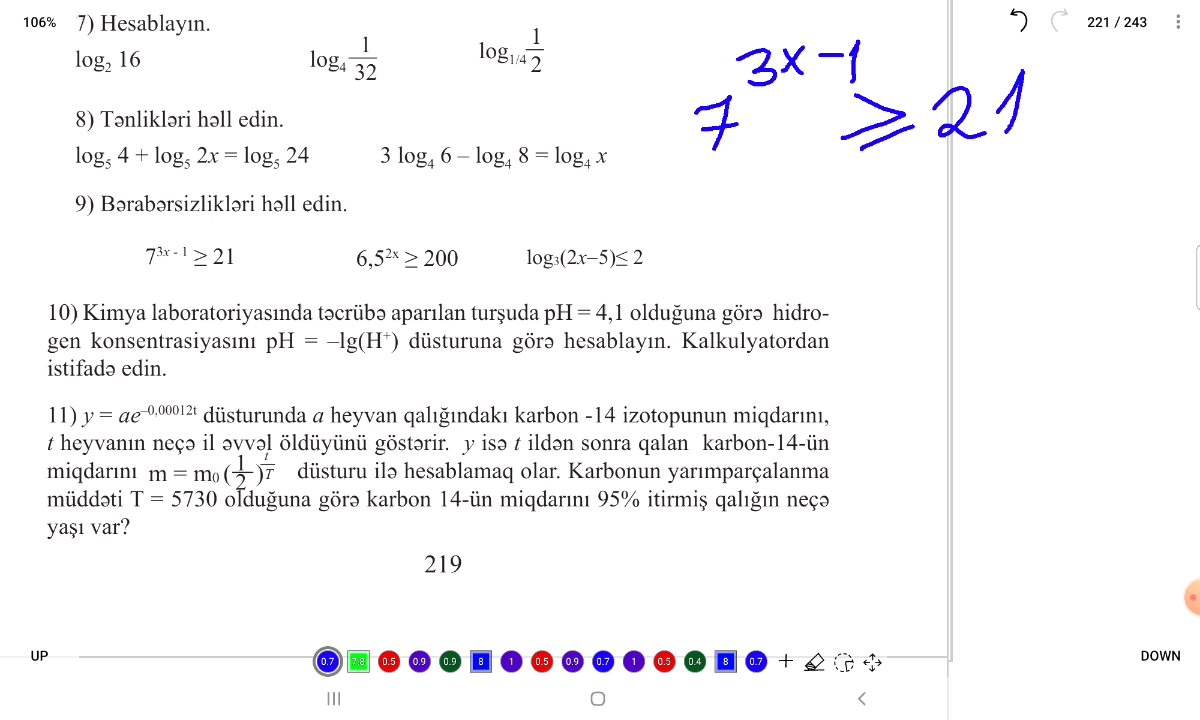 106%
7) Hesablayın.
log₂ 16 log₄ 1/32 log₁/₄ 1/2
8) Tənlikləri həll edin.
log₅ 4 + log₅ 2x = log₅ 24 3 log₄ 6 – log₄ 8 = log₄ x
9) Bərabərsizlikləri həll edin.
7³ˣ ⁻ ¹ ≥ 21 6,5²ˣ ≥ 200 log₃(2x–5)≤ 2
10) Kimya laboratoriyasında təcrübə aparılan turşuda pH = 4,1 olduğuna görə hidro-
gen konsentrasiyasını pH = –lg(H⁺) düsturuna görə hesablayın. Kalkulyatordan
istifadə edin.
11) y = ae^–0,00012t düsturunda a heyvan qalığındakı karbon -14 izotopunun miqdarını,
t heyvanın neçə il əvvəl öldüyünü göstərir. y isə t ildən sonra qalan karbon-14-ün
miqdarını m = m₀(1/2)^t/T düsturu ilə hesablamaq olar. Karbonun yarımparçalanma
müddəti T = 5730 olduğuna görə karbon 14-ün miqdarını 95% itirmiş qalığın neçə
yaşı var?
219
7³ˣ⁻¹ ≥ 21
221 / 243
UP
0.7 7.8 0.5 0.9 0.9 8 1 0.5 0.9 0.7 1 0.5 0.4 8 0.7
DOWN